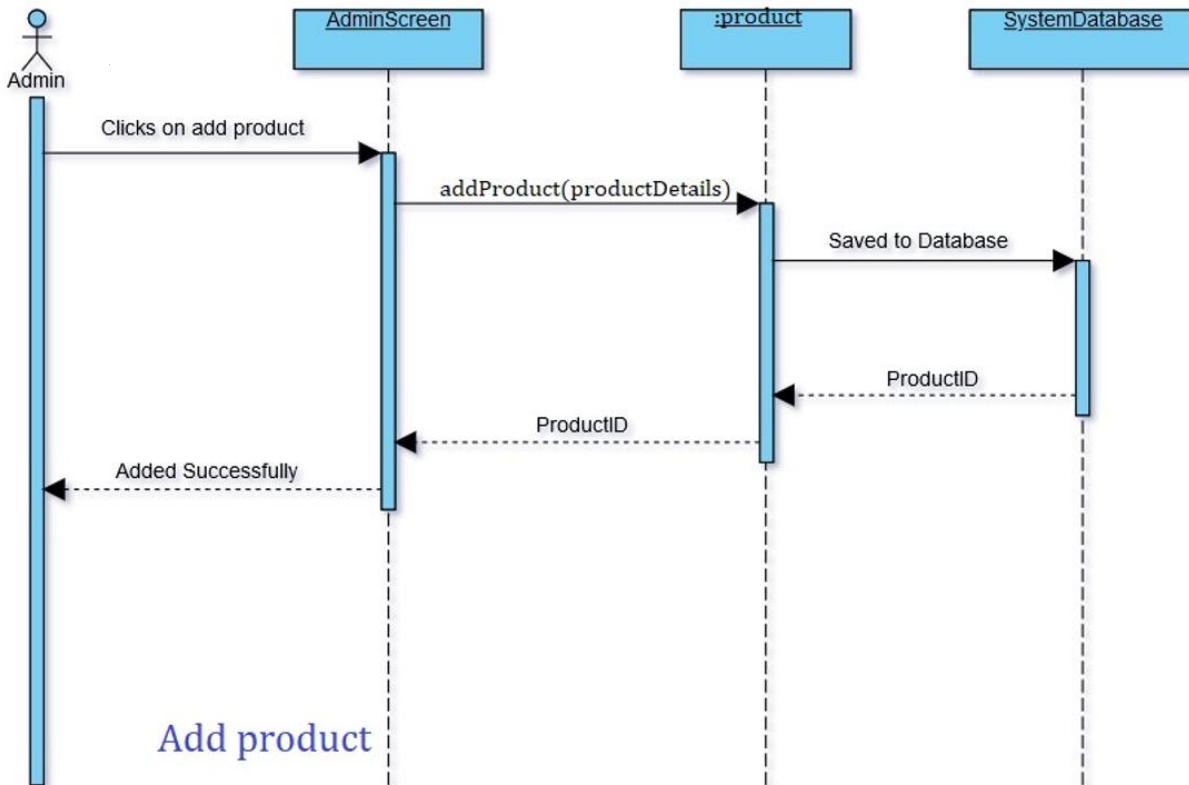 AdminScreen
:product
SystemDatabase
Admin
Clicks on add product
addProduct(productDetails)
Saved to Database
ProductID
ProductID
Added Successfully
Add product